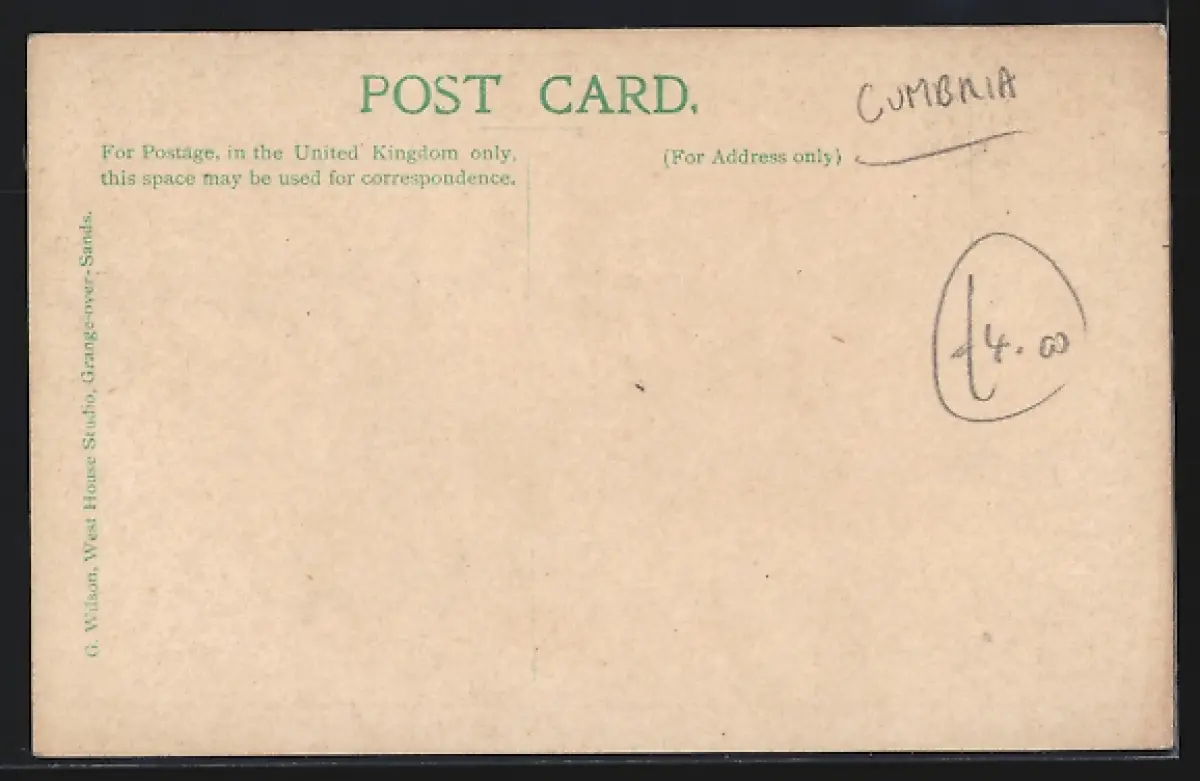 POST CARD.
CUMBRIA
For Postage, in the United Kingdom only,
this space may be used for correspondence.
(For Address only)
£4.00
G. Wilson, West House Studio, Grange-over-Sands.